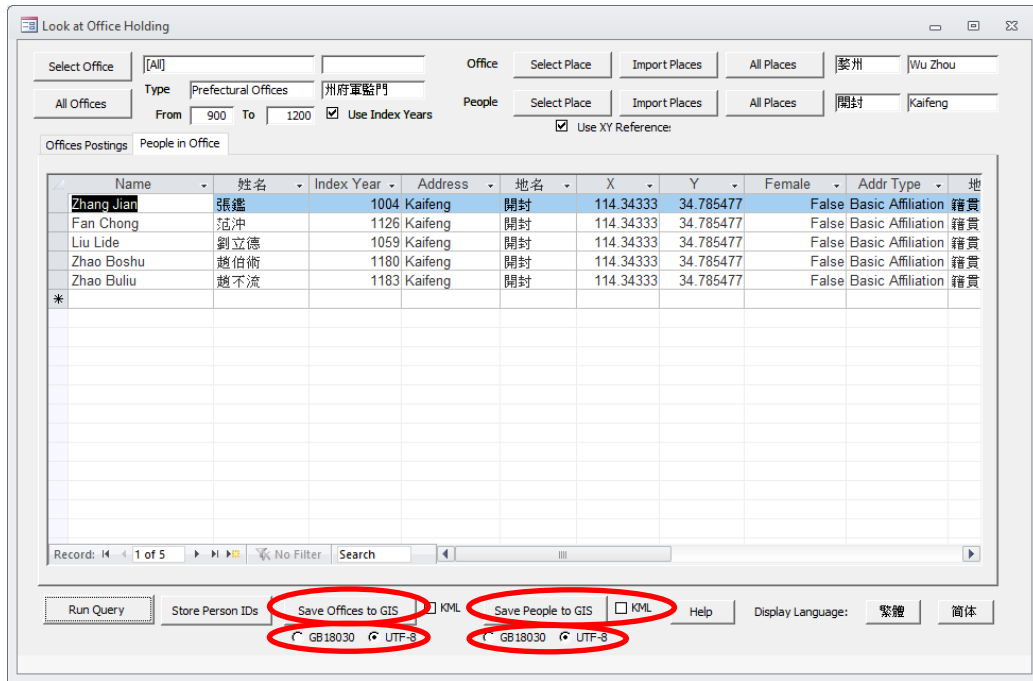 Look at Office Holding
Select Office [All] Office Select Place Import Places All Places 婺州 Wu Zhou
Type Prefectural Offices 州府軍監門
All Offices People Select Place Import Places All Places 開封 Kaifeng
From 900 To 1200 Use Index Years
Use XY Reference:
Offices Postings People in Office
Name 姓名 Index Year Address 地名 X Y Female Addr Type 地
Zhang Jian 張鑑 1004 Kaifeng 開封 114.34333 34.785477 False Basic Affiliation 籍貫
Fan Chong 范沖 1126 Kaifeng 開封 114.34333 34.785477 False Basic Affiliation 籍貫
Liu Lide 劉立德 1059 Kaifeng 開封 114.34333 34.785477 False Basic Affiliation 籍貫
Zhao Boshu 趙伯術 1180 Kaifeng 開封 114.34333 34.785477 False Basic Affiliation 籍貫
Zhao Buliu 趙不流 1183 Kaifeng 開封 114.34333 34.785477 False Basic Affiliation 籍貫
Record: 1 of 5 No Filter Search
Run Query Store Person IDs Save Offices to GIS KML Save People to GIS KML Help Display Language: 繁體 简体
GB18030 UTF-8 GB18030 UTF-8